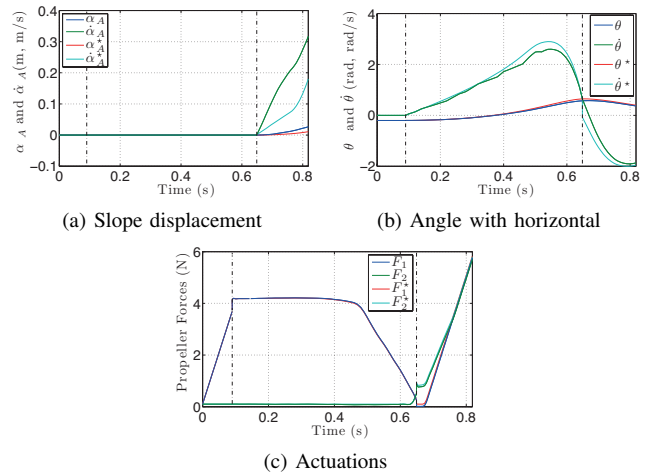 α_A
α̇_A
α*_A
α̇*_A
α_A and α̇_A(m, m/s)
0.4
0.3
0.2
0.1
0
-0.1
0 0.2 0.4 0.6 0.8
Time (s)
(a) Slope displacement
θ
θ̇
θ*
θ̇*
θ and θ̇ (rad, rad/s)
4
2
0
-2
0 0.2 0.4 0.6 0.8
Time (s)
(b) Angle with horizontal
F_1
F_2
F*_1
F*_2
Propeller Forces (N)
6
4
2
0
0 0.2 0.4 0.6 0.8
Time (s)
(c) Actuations